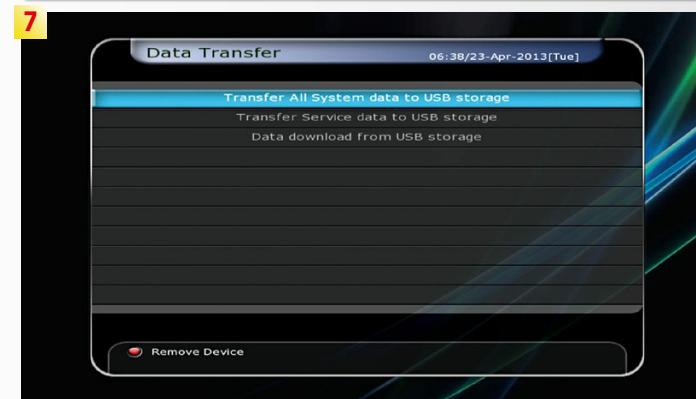 7
Data Transfer
06:38/23-Apr-2013[Tue]
Transfer All System data to USB storage
Transfer Service data to USB storage
Data download from USB storage
Remove Device